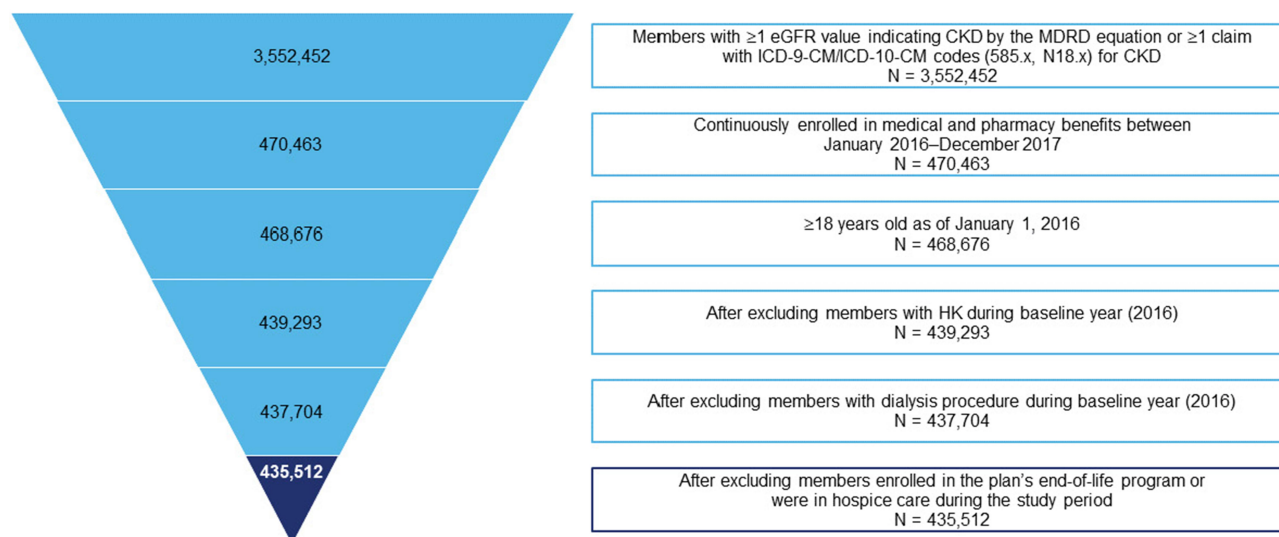 3,552,452
Members with ≥1 eGFR value indicating CKD by the MDRD equation or ≥1 claim
with ICD-9-CM/ICD-10-CM codes (585.x, N18.x) for CKD
N = 3,552,452
470,463
Continuously enrolled in medical and pharmacy benefits between
January 2016–December 2017
N = 470,463
468,676
≥18 years old as of January 1, 2016
N = 468,676
439,293
After excluding members with HK during baseline year (2016)
N = 439,293
437,704
After excluding members with dialysis procedure during baseline year (2016)
N = 437,704
435,512
After excluding members enrolled in the plan’s end-of-life program or
were in hospice care during the study period
N = 435,512